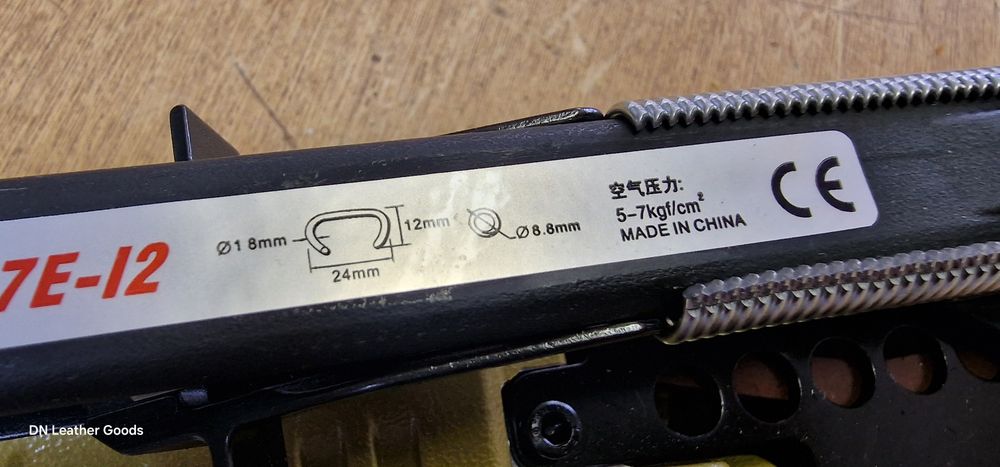 7E-12
Ø1.8mm
12mm
24mm
Ø8.8mm
空气压力:
5-7kgf/cm²
MADE IN CHINA
CE
DN Leather Goods